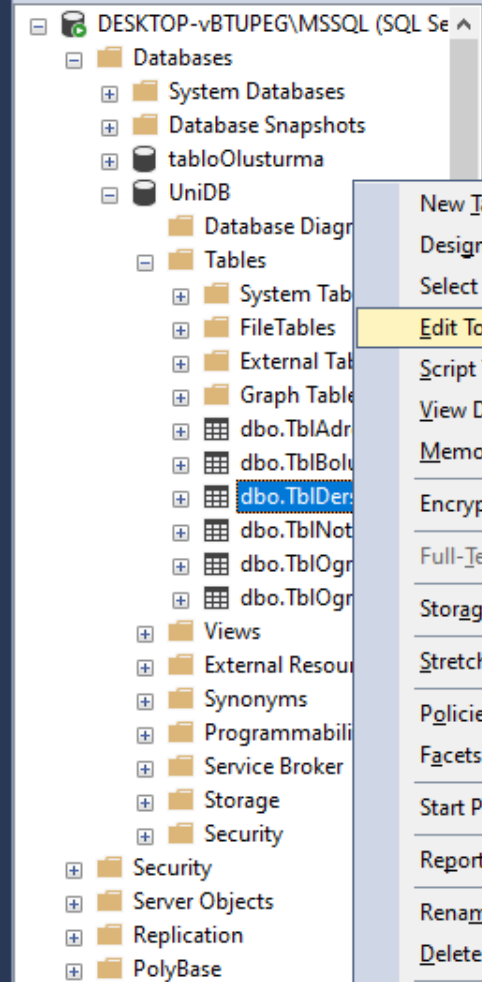 DESKTOP-vBTUPEG\MSSQL (SQL Se
Databases
System Databases
Database Snapshots
tabloOlusturma
UniDB
Database Diagr
Tables
System Tab
FileTables
External Tab
Graph Table
dbo.TblAdr
dbo.TblBolu
dbo.TblDers
dbo.TblNot
dbo.TblOgr
dbo.TblOgr
Views
External Resour
Synonyms
Programmabili
Service Broker
Storage
Security
Security
Server Objects
Replication
PolyBase
New Ta
Design
Select
Edit To
Script
View D
Memo
Encryp
Full-Te
Storag
Stretch
Policie
Facets
Start P
Report
Renam
Delete